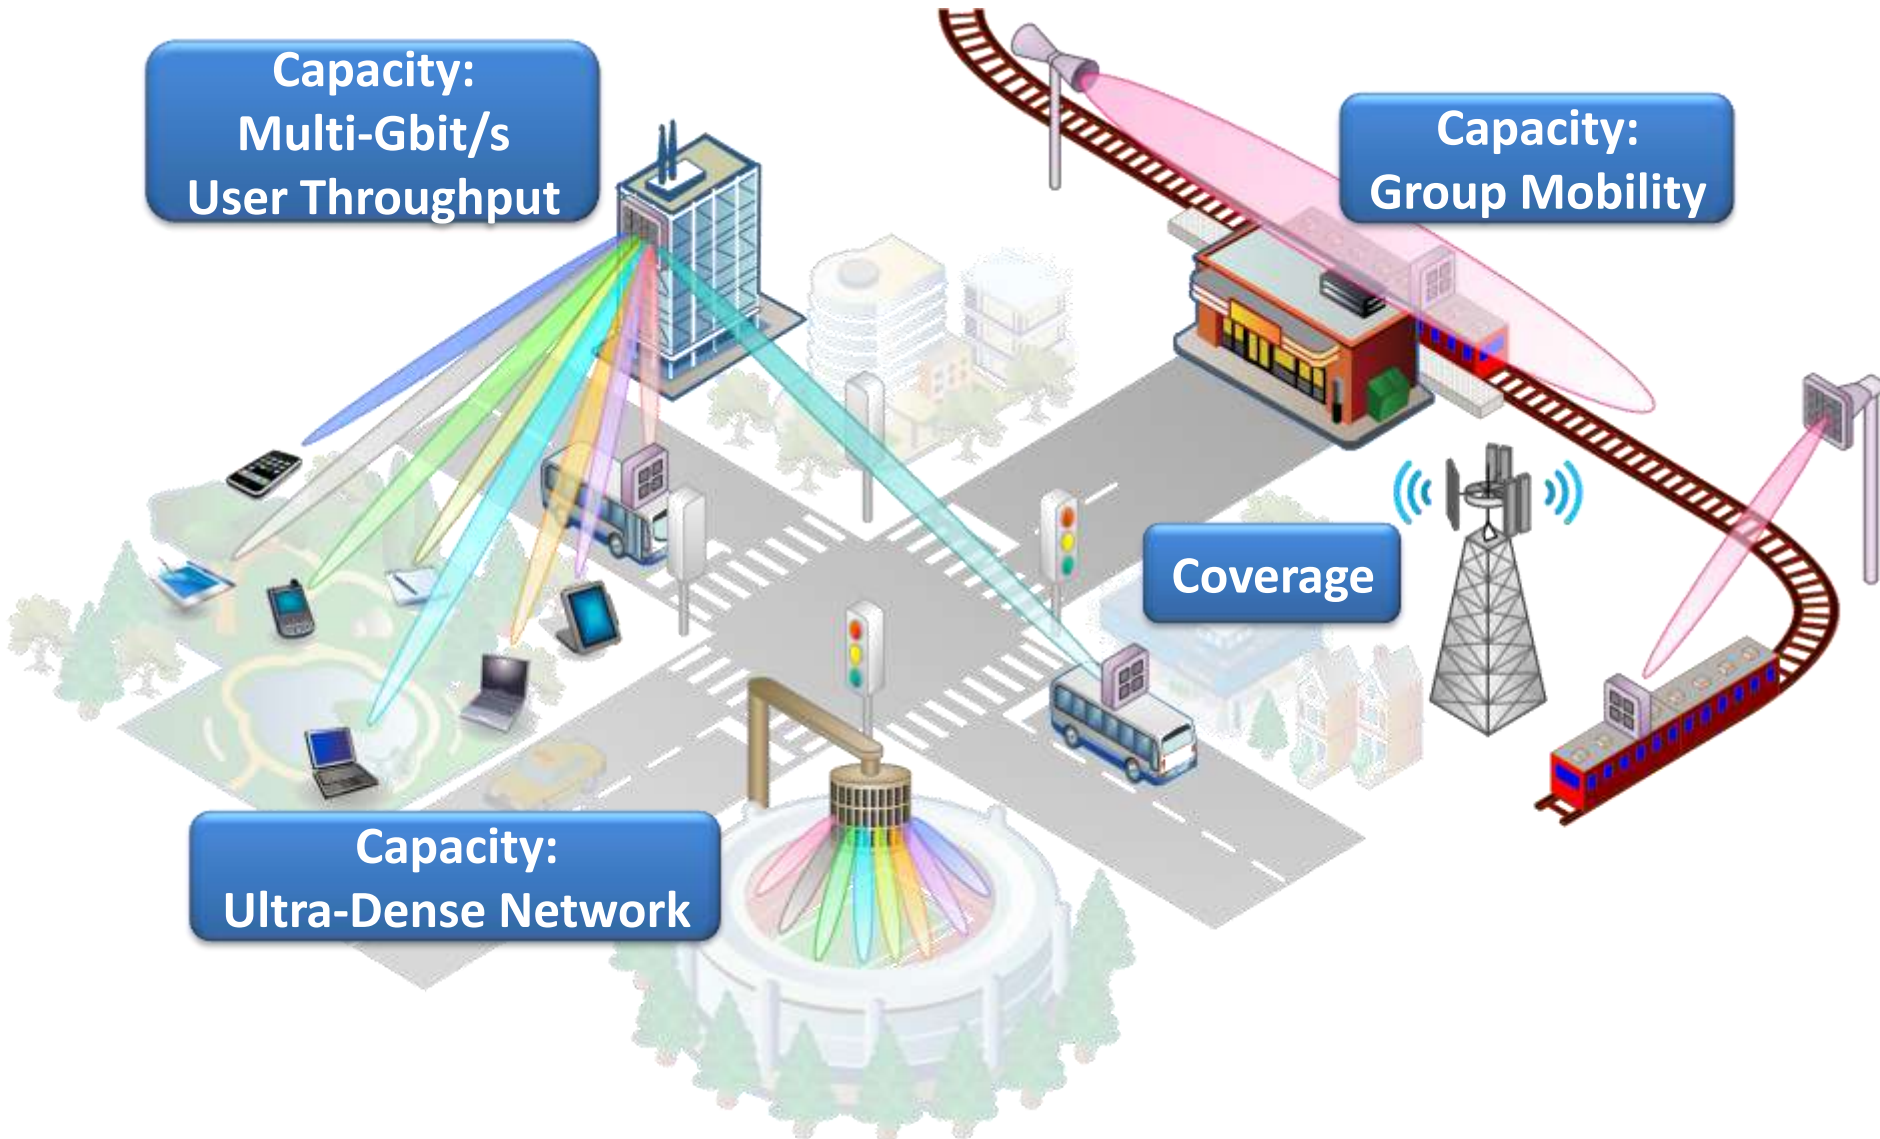 Capacity:
Multi-Gbit/s
User Throughput
Capacity:
Group Mobility
Coverage
Capacity:
Ultra-Dense Network